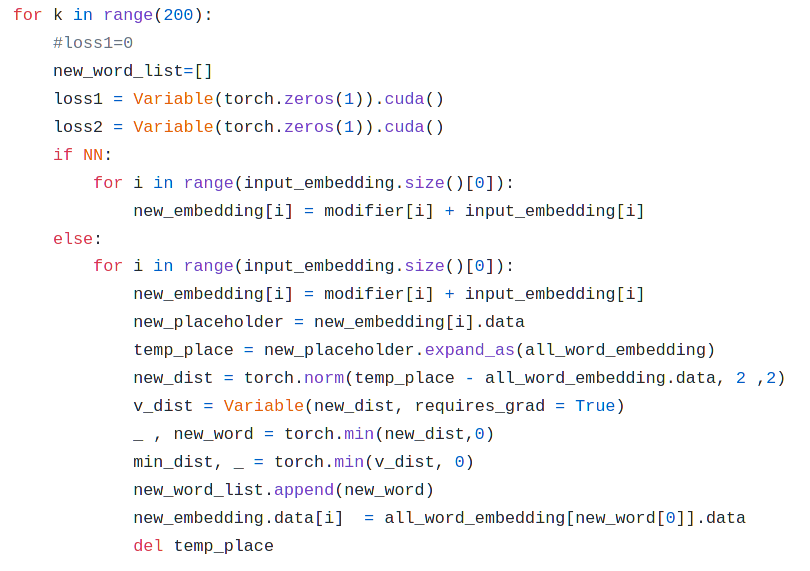 for k in range(200):
    #loss1=0
    new_word_list=[]
    loss1 = Variable(torch.zeros(1)).cuda()
    loss2 = Variable(torch.zeros(1)).cuda()
    if NN:
        for i in range(input_embedding.size()[0]):
            new_embedding[i] = modifier[i] + input_embedding[i]
    else:
        for i in range(input_embedding.size()[0]):
            new_embedding[i] = modifier[i] + input_embedding[i]
            new_placeholder = new_embedding[i].data
            temp_place = new_placeholder.expand_as(all_word_embedding)
            new_dist = torch.norm(temp_place - all_word_embedding.data, 2 ,2)
            v_dist = Variable(new_dist, requires_grad = True)
            _ , new_word = torch.min(new_dist,0)
            min_dist, _ = torch.min(v_dist, 0)
            new_word_list.append(new_word)
            new_embedding.data[i]  = all_word_embedding[new_word[0]].data
            del temp_place